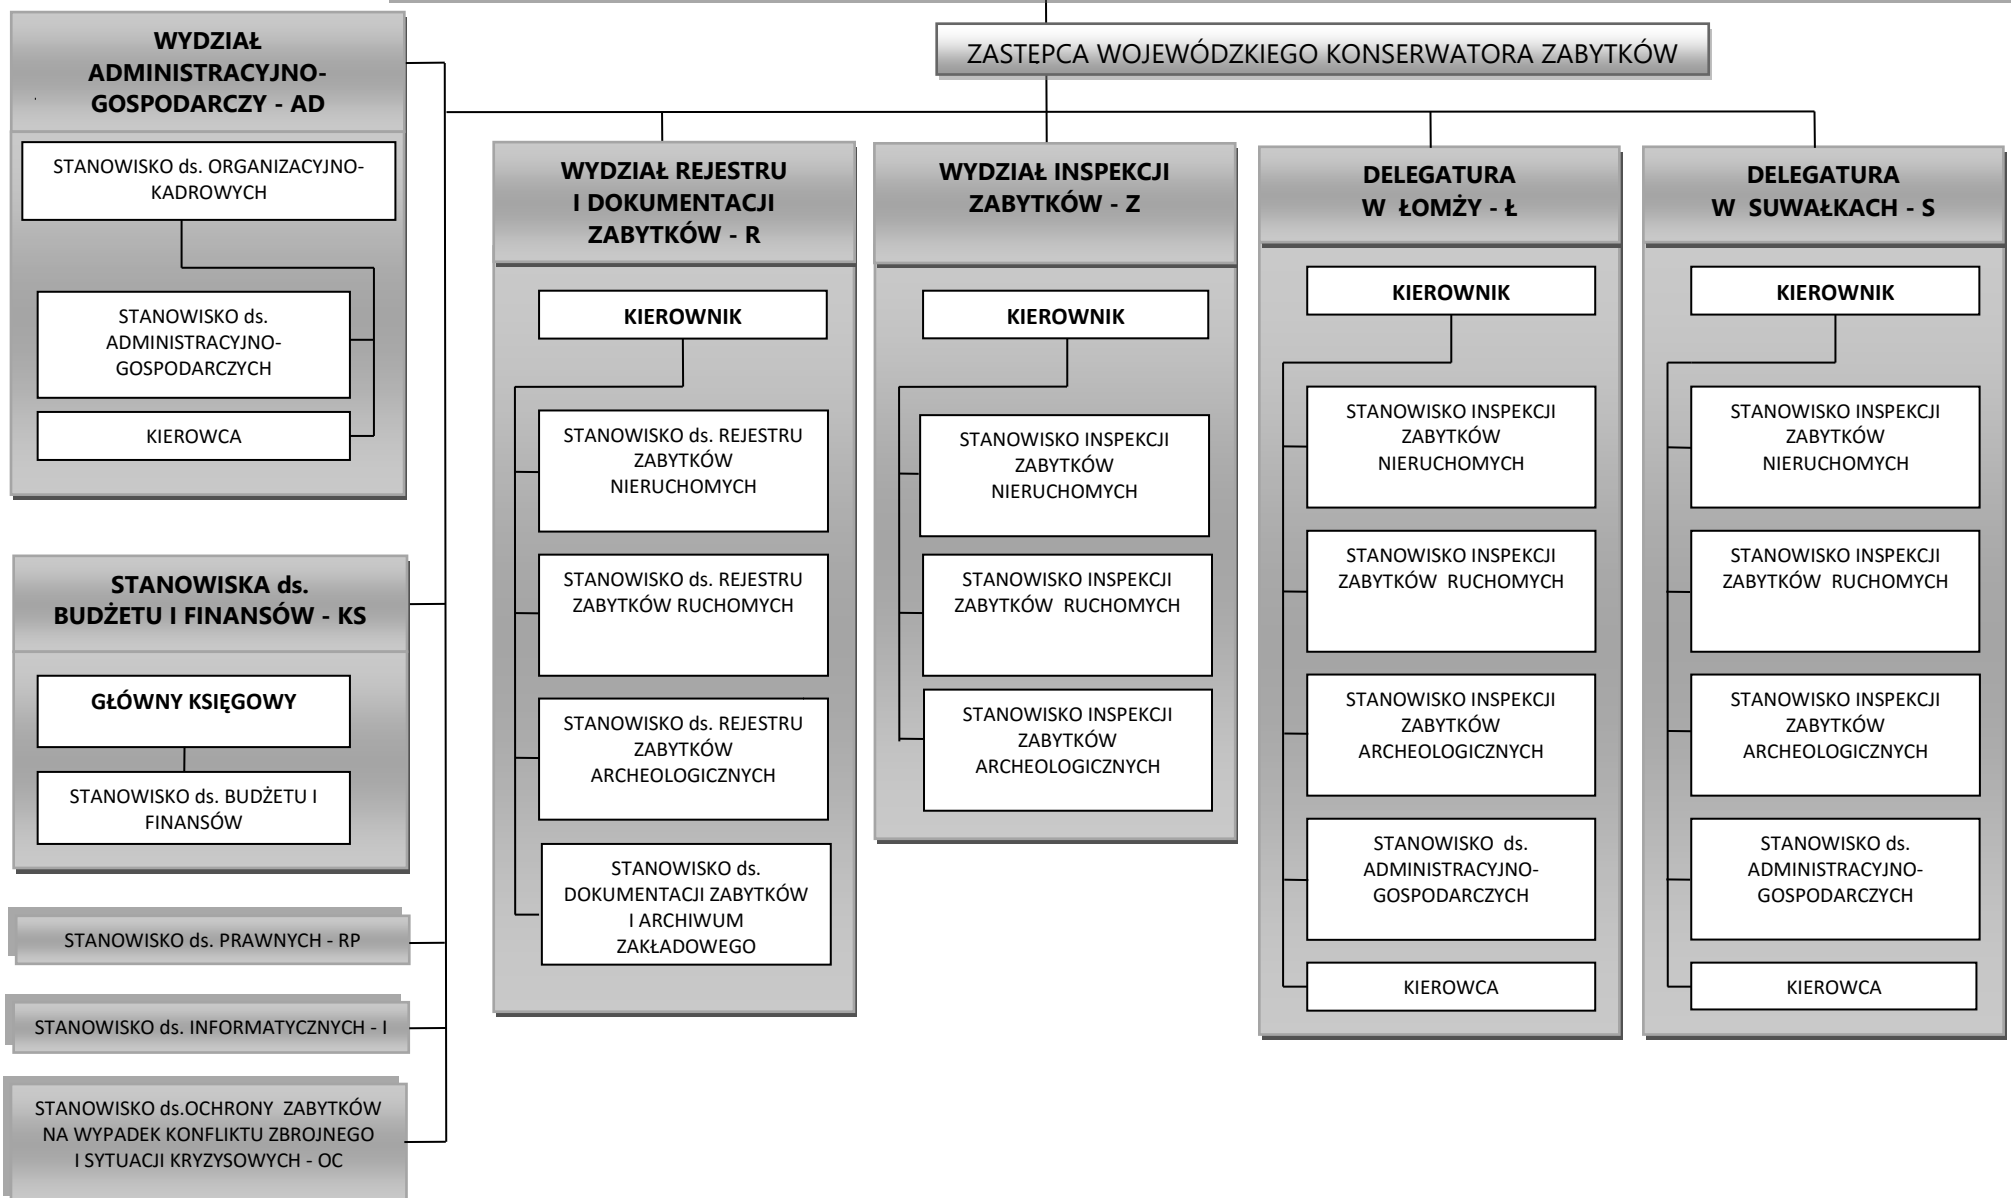 WYDZIAŁ
ADMINISTRACYJNO-
GOSPODARCZY - AD
STANOWISKO ds. ORGANIZACYJNO-
KADROWYCH
STANOWISKO ds.
ADMINISTRACYJNO-
GOSPODARCZYCH
KIEROWCA
STANOWISKA ds.
BUDŻETU I FINANSÓW - KS
GŁÓWNY KSIĘGOWY
STANOWISKO ds. BUDŻETU I
FINANSÓW
STANOWISKO ds. PRAWNYCH - RP
STANOWISKO ds. INFORMATYCZNYCH - I
STANOWISKO ds.OCHRONY ZABYTKÓW
NA WYPADEK KONFLIKTU ZBROJNEGO
I SYTUACJI KRYZYSOWYCH - OC
ZASTĘPCA WOJEWÓDZKIEGO KONSERWATORA ZABYTKÓW
WYDZIAŁ REJESTRU
I DOKUMENTACJI
ZABYTKÓW - R
KIEROWNIK
STANOWISKO ds. REJESTRU
ZABYTKÓW
NIERUCHOMYCH
STANOWISKO ds. REJESTRU
ZABYTKÓW RUCHOMYCH
STANOWISKO ds. REJESTRU
ZABYTKÓW
ARCHEOLOGICZNYCH
STANOWISKO ds.
DOKUMENTACJI ZABYTKÓW
I ARCHIWUM
ZAKŁADOWEGO
WYDZIAŁ INSPEKCJI
ZABYTKÓW - Z
KIEROWNIK
STANOWISKO INSPEKCJI
ZABYTKÓW
NIERUCHOMYCH
STANOWISKO INSPEKCJI
ZABYTKÓW RUCHOMYCH
STANOWISKO INSPEKCJI
ZABYTKÓW
ARCHEOLOGICZNYCH
DELEGATURA
W ŁOMŻY - Ł
KIEROWNIK
STANOWISKO INSPEKCJI
ZABYTKÓW
NIERUCHOMYCH
STANOWISKO INSPEKCJI
ZABYTKÓW RUCHOMYCH
STANOWISKO INSPEKCJI
ZABYTKÓW
ARCHEOLOGICZNYCH
STANOWISKO ds.
ADMINISTRACYJNO-
GOSPODARCZYCH
KIEROWCA
DELEGATURA
W SUWAŁKACH - S
KIEROWNIK
STANOWISKO INSPEKCJI
ZABYTKÓW
NIERUCHOMYCH
STANOWISKO INSPEKCJI
ZABYTKÓW RUCHOMYCH
STANOWISKO INSPEKCJI
ZABYTKÓW
ARCHEOLOGICZNYCH
STANOWISKO ds.
ADMINISTRACYJNO-
GOSPODARCZYCH
KIEROWCA